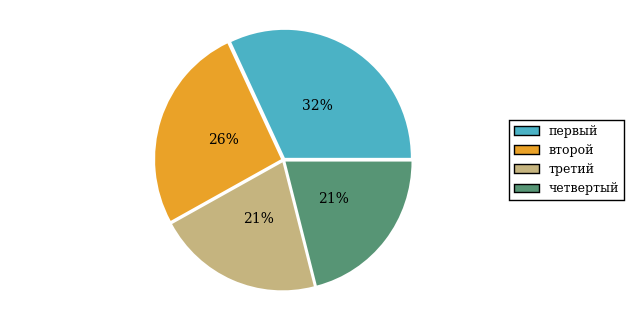 32%
26%
21%
21%
первый
второй
третий
четвертый